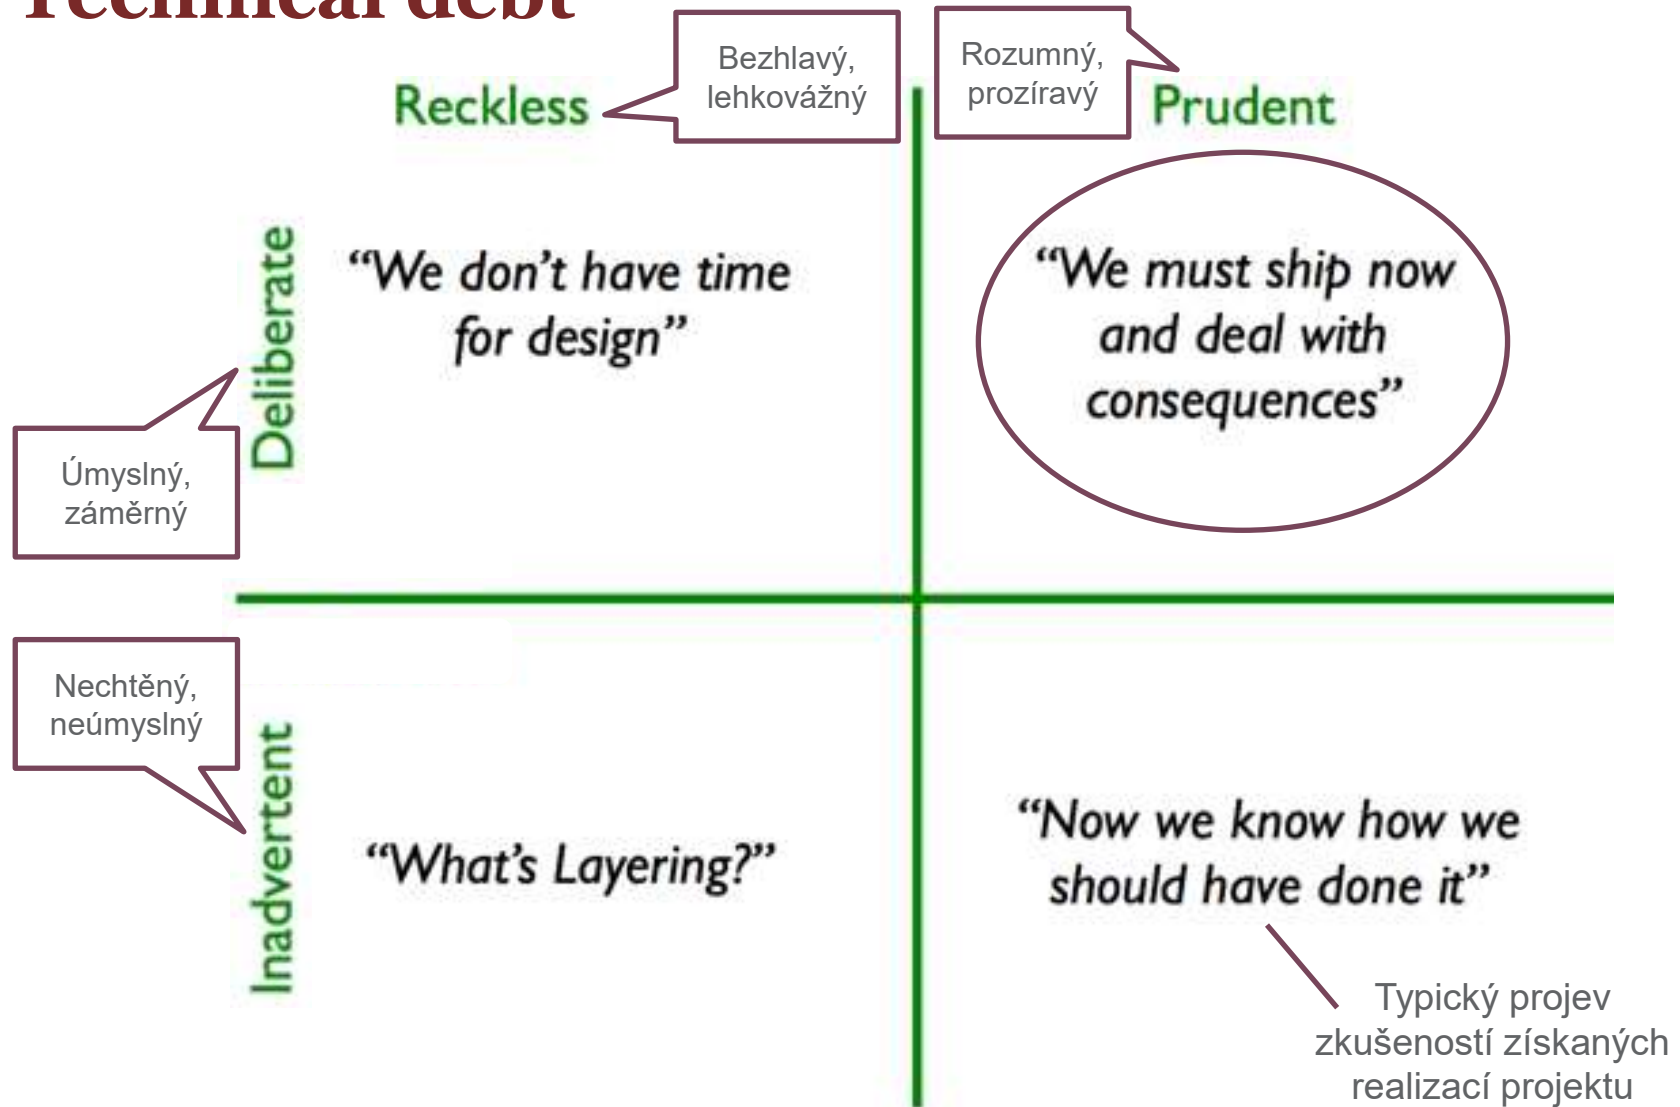 Technical debt
Bezhlavý,
lehkovážný
Rozumný,
prozíravý
Reckless
Prudent
Deliberate
“We don’t have time
for design”
“We must ship now
and deal with
consequences”
Úmyslný,
záměrný
Nechtěný,
neúmyslný
Inadvertent
“What’s Layering?”
“Now we know how we
should have done it”
Typický projev
zkušeností získaných
realizací projektu